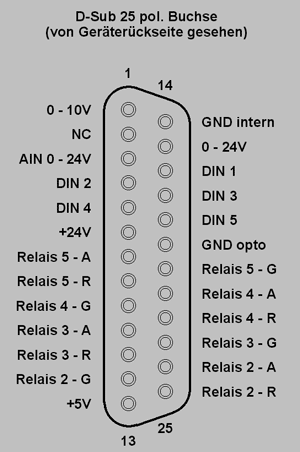 D-Sub 25 pol. Buchse
(von Geräterückseite gesehen)
1
14
0 - 10V
GND intern
NC
0 - 24V
AIN 0 - 24V
DIN 1
DIN 2
DIN 3
DIN 4
DIN 5
+24V
GND opto
Relais 5 - A
Relais 5 - G
Relais 5 - R
Relais 4 - A
Relais 4 - G
Relais 4 - R
Relais 3 - A
Relais 3 - G
Relais 3 - R
Relais 2 - A
Relais 2 - G
Relais 2 - R
+5V
25
13